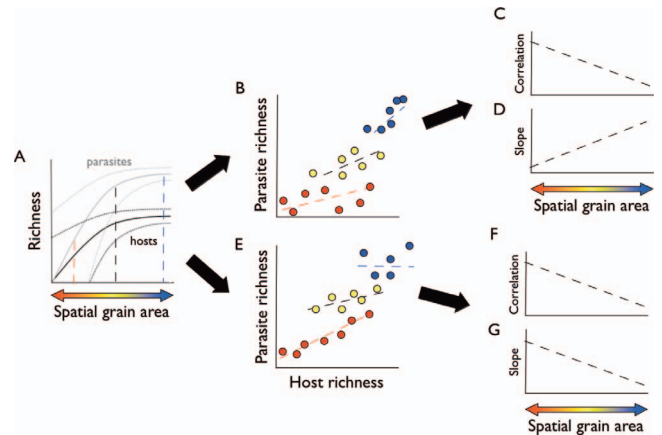 A
parasites
hosts
Richness
Spatial grain area
B
Parasite richness
E
Parasite richness
Host richness
C
Correlation
D
Slope
Spatial grain area
F
Correlation
G
Slope
Spatial grain area